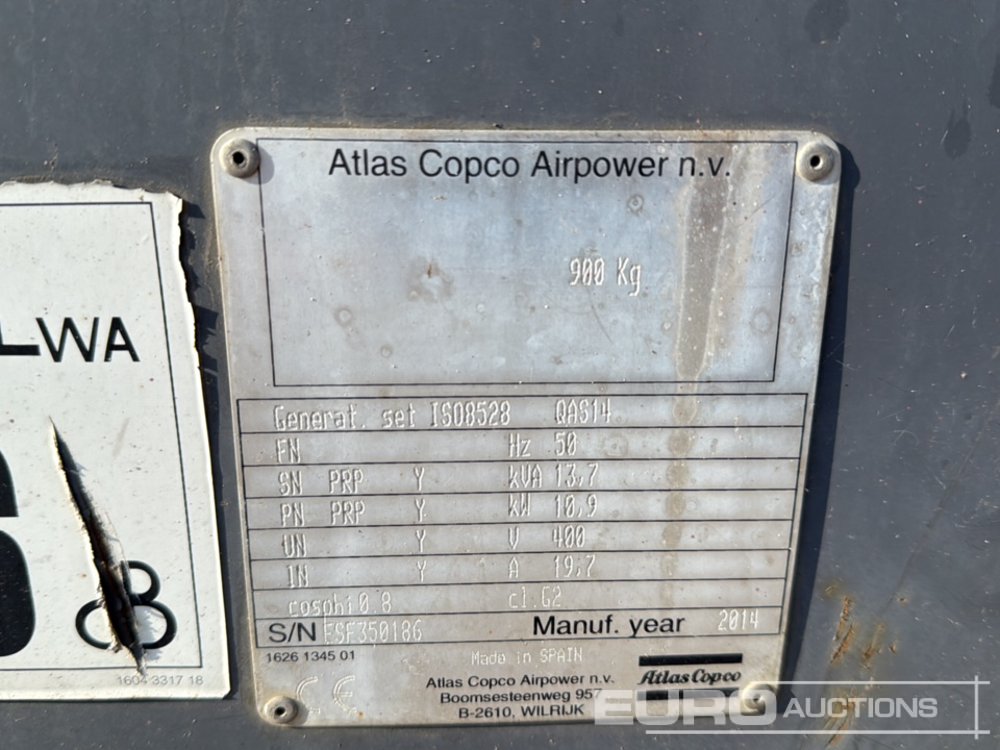 Atlas Copco Airpower n.v.
900 Kg
Generat. set ISO8528 QAS14
FN Hz 50
SN PRP Y kVA 13,7
PN PRP Y kW 10,9
UN Y V 400
IN Y A 19,7
cosphi0.8 cl.G2
S/N ESF350186 Manuf. year 2014
1626 1345 01
Made in SPAIN
CE
Atlas Copco Airpower n.v.
Boomsesteenweg 957
B-2610, WILRIJK
Atlas Copco
LWA
1604 3317 18
EURO AUCTIONS